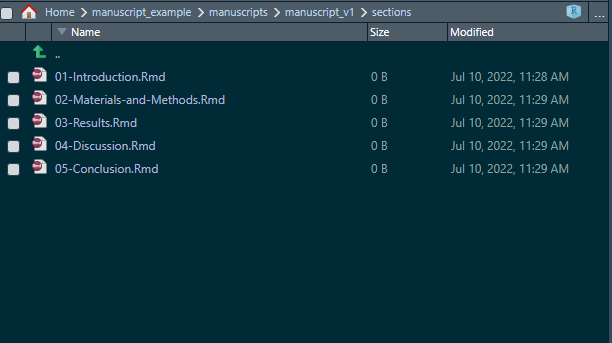 Home manuscript_example manuscripts manuscript_v1 sections ...
Name Size Modified
..
01-Introduction.Rmd 0 B Jul 10, 2022, 11:28 AM
02-Materials-and-Methods.Rmd 0 B Jul 10, 2022, 11:29 AM
03-Results.Rmd 0 B Jul 10, 2022, 11:29 AM
04-Discussion.Rmd 0 B Jul 10, 2022, 11:29 AM
05-Conclusion.Rmd 0 B Jul 10, 2022, 11:29 AM